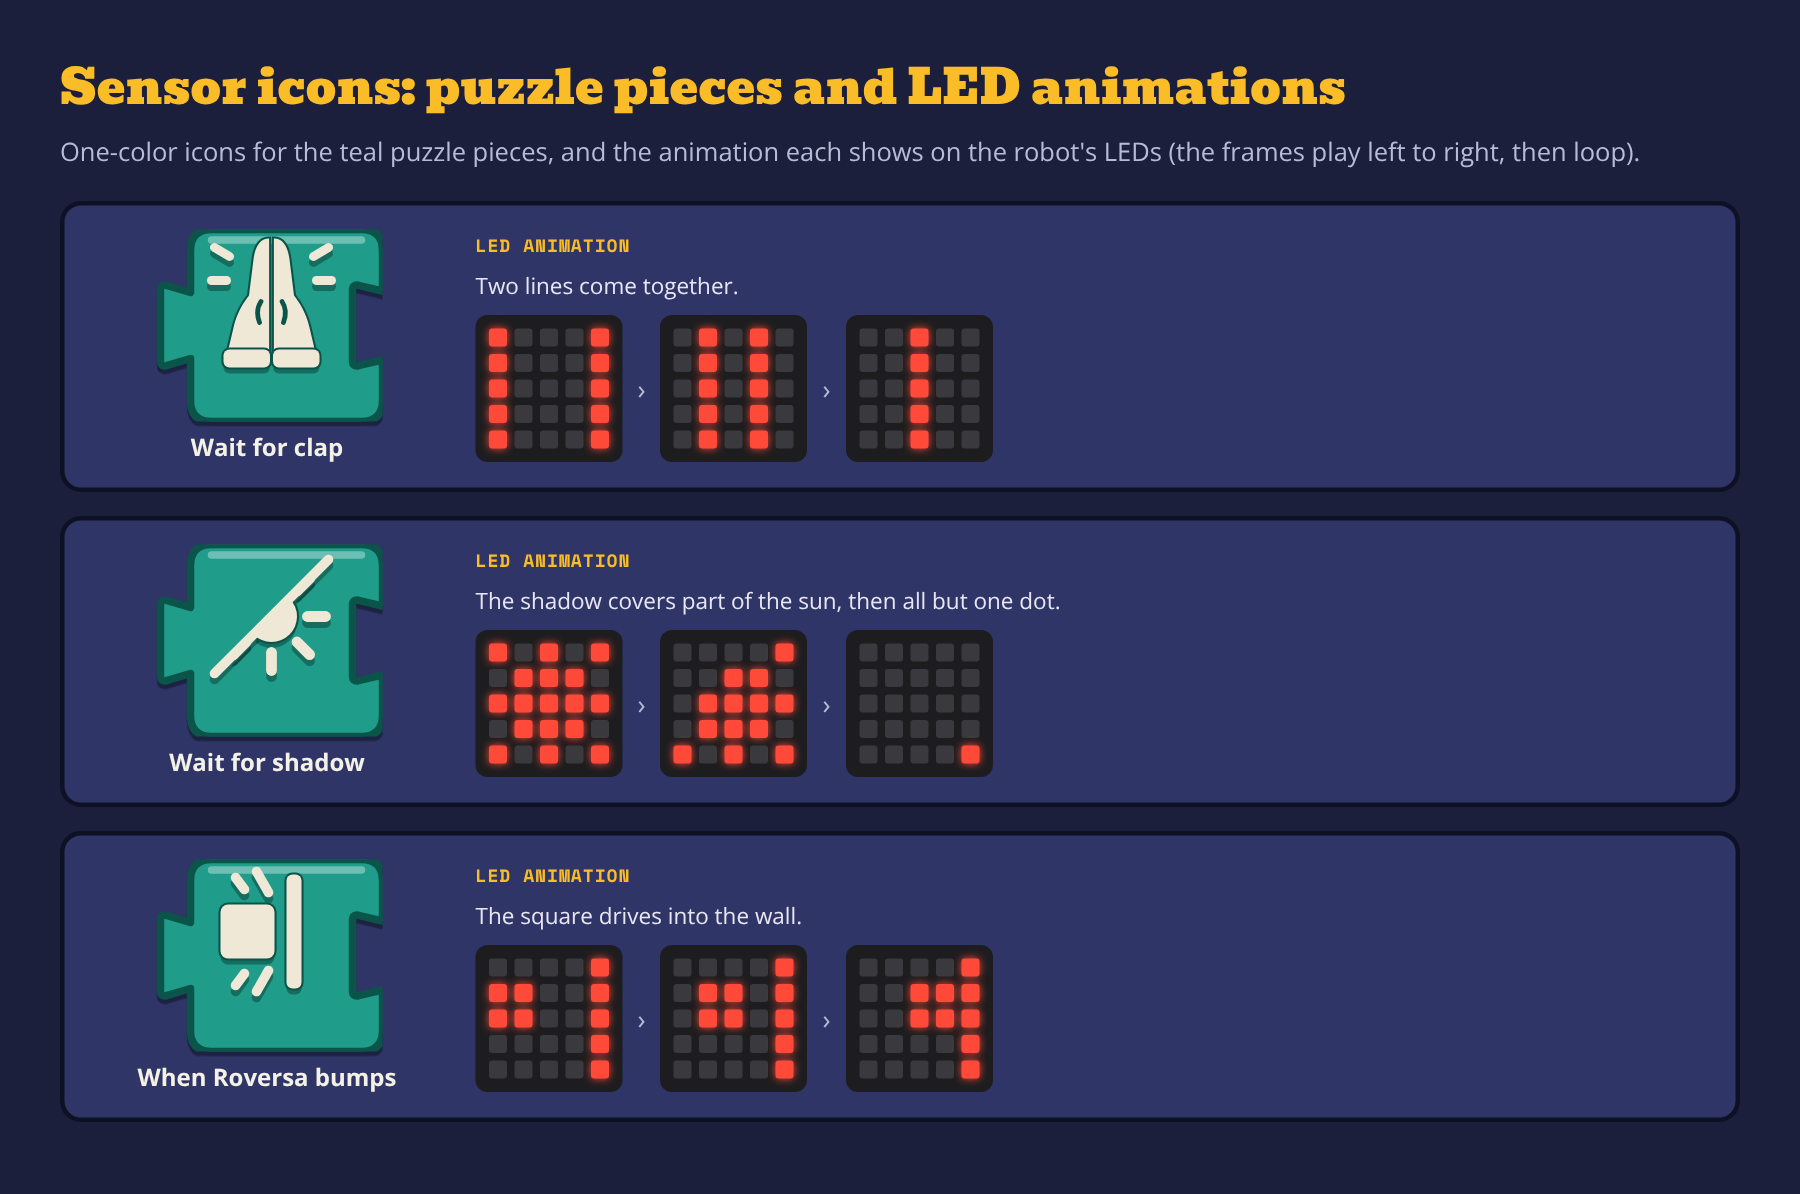 Sensor icons: puzzle pieces and LED animations
One-color icons for the teal puzzle pieces, and the animation each shows on the robot's LEDs (the frames play left to right, then loop).
LED ANIMATION
Two lines come together.
› ›
Wait for clap
LED ANIMATION
The shadow covers part of the sun, then all but one dot.
› ›
Wait for shadow
LED ANIMATION
The square drives into the wall.
› ›
When Roversa bumps